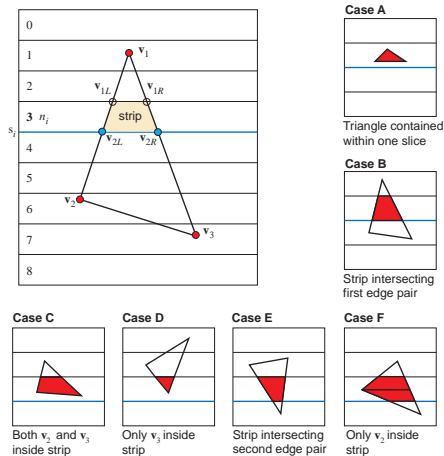 0
1
2
3 nᵢ
sᵢ
4
5
6
7
8
v₁
v₁L v₁R
strip
v₂L v₂R
v₂
v₃
Case A
Triangle contained
within one slice
Case B
Strip intersecting
first edge pair
Case C
Both v₂ and v₃
inside strip
Case D
Only v₃ inside
strip
Case E
Strip intersecting
second edge pair
Case F
Only v₂ inside
strip